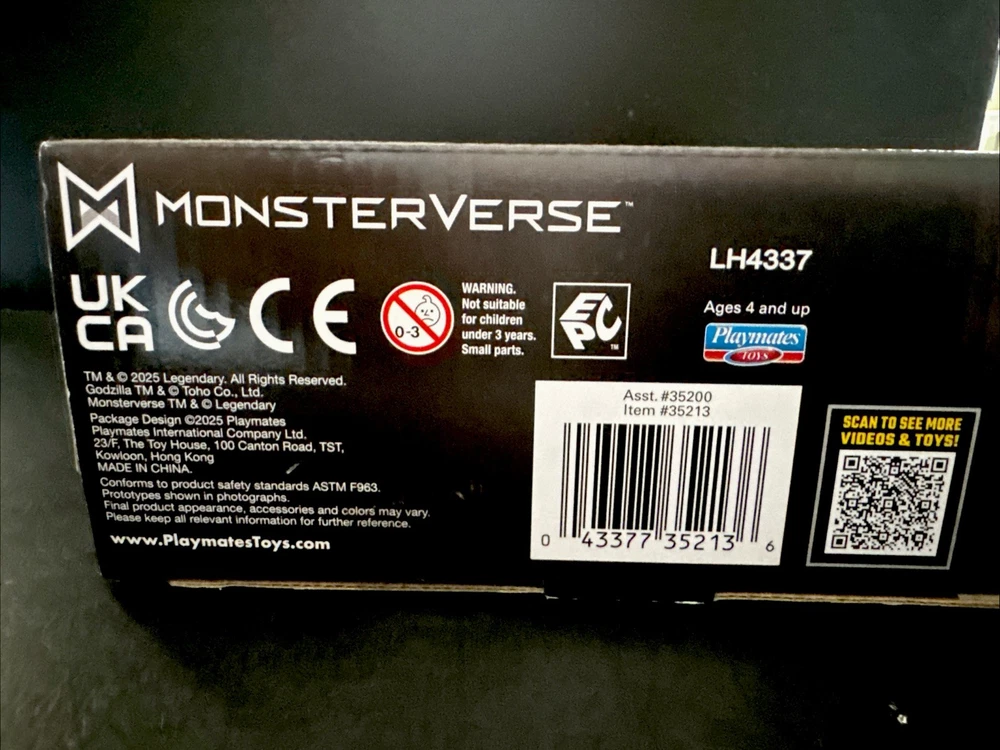 MONSTERVERSE™
LH4337
UK
CA
CE
0-3
WARNING.
Not suitable
for children
under 3 years.
Small parts.
EPC™
Ages 4 and up
Playmates
TOYS
TM & © 2025 Legendary. All Rights Reserved.
Godzilla TM & © Toho Co., Ltd.
Monsterverse TM & © Legendary
Package Design ©2025 Playmates
Playmates International Company Ltd.
23/F, The Toy House, 100 Canton Road, TST,
Kowloon, Hong Kong
MADE IN CHINA.
Conforms to product safety standards ASTM F963.
Prototypes shown in photographs.
Final product appearance, accessories and colors may vary.
Please keep all relevant information for further reference.
www.PlaymatesToys.com
Asst. #35200
Item #35213
0 43377 35213 6
SCAN TO SEE MORE
VIDEOS & TOYS!